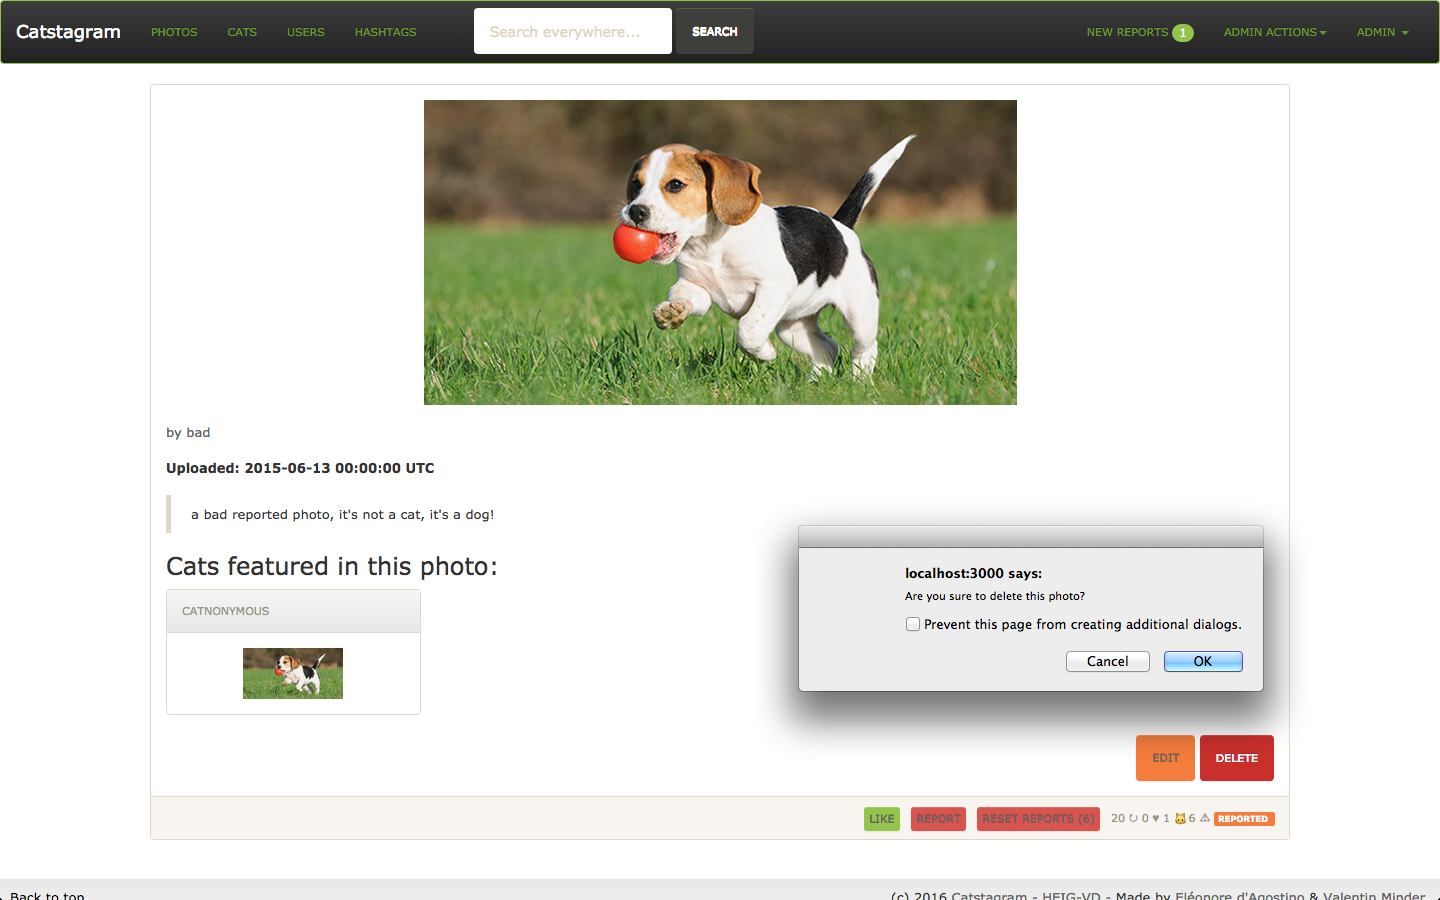 Catstagram PHOTOS CATS USERS HASHTAGS Search everywhere... SEARCH NEW REPORTS 1 ADMIN ACTIONS ADMIN
by bad
Uploaded: 2015-06-13 00:00:00 UTC
a bad reported photo, it's not a cat, it's a dog!
Cats featured in this photo:
CATNONYMOUS
localhost:3000 says:
Are you sure to delete this photo?
Prevent this page from creating additional dialogs.
Cancel OK
EDIT DELETE
LIKE REPORT RESET REPORTS (6) 20 ↻ 0 ♥ 1 🐱 6 ⚠ REPORTED
Back to top (c) 2016 Catstagram - HEIG-VD - Made by Eléonore d'Agostino & Valentin Minder